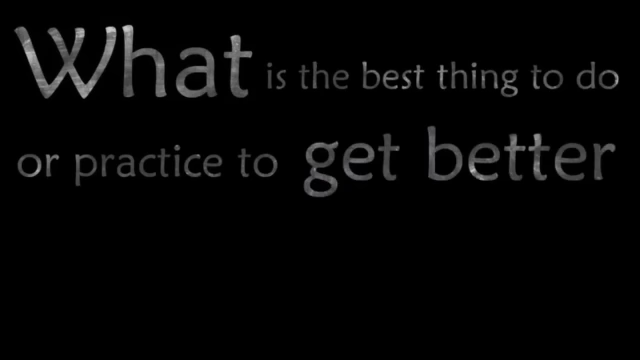 What is the best thing to do
or practice to get better